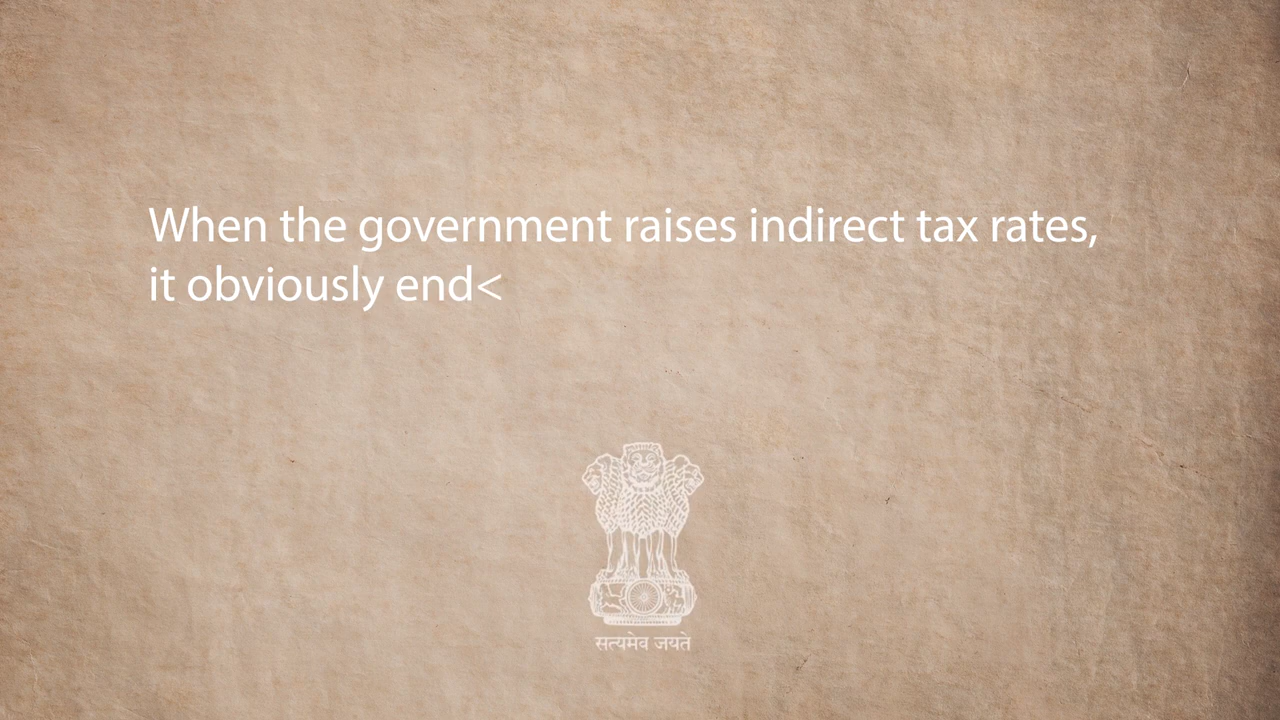 When the government raises indirect tax rates,
it obviously end<
सत्यमेव जयते